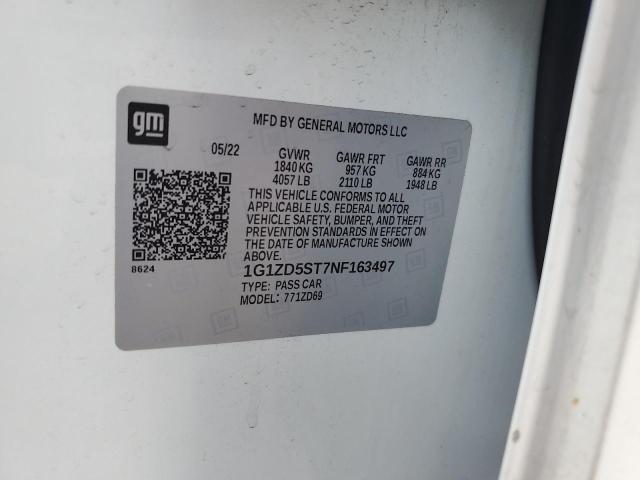 gm
MFD BY GENERAL MOTORS LLC
05/22 GVWR GAWR FRT GAWR RR
1840 KG 957 KG 884 KG
4057 LB 2110 LB 1948 LB
THIS VEHICLE CONFORMS TO ALL
APPLICABLE U.S. FEDERAL MOTOR
VEHICLE SAFETY, BUMPER, AND THEFT
PREVENTION STANDARDS IN EFFECT ON
THE DATE OF MANUFACTURE SHOWN
ABOVE.
8624
1G1ZD5ST7NF163497
TYPE: PASS CAR
MODEL: 771ZD69